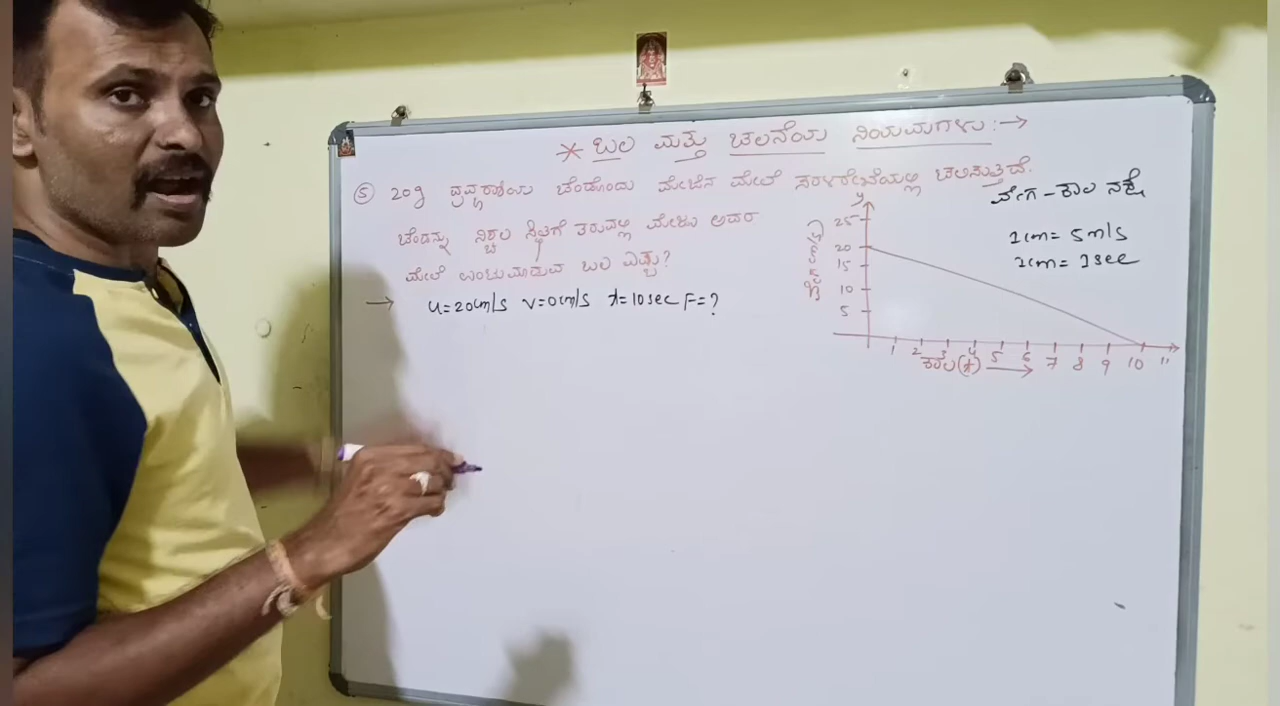 * ಬಲ ಮತ್ತು ಚಲನೆಯ ನಿಯಮಗಳು :→
⑤ 20g ದ್ರವ್ಯರಾಶಿಯ ಚೆಂಡೊಂದು ಮೇಜಿನ ಮೇಲೆ ಸರಳರೇಖೆಯಲ್ಲಿ ಚಲಿಸುತ್ತಿದೆ.
ಚೆಂಡನ್ನು ನಿಶ್ಚಲ ಸ್ಥಿತಿಗೆ ತರುವಲ್ಲಿ ಮೇಜು ಅದರ
ಮೇಲೆ ಉಂಟುಮಾಡುವ ಬಲ ಎಷ್ಟು?
→ u=20cm/s v=0cm/s t=10sec F=?
ವೇಗ - ಕಾಲ ನಕ್ಷೆ
1cm = 5m/s
1cm = 1sec
y
25
20
15
10
5
1 2 3 4 5 6 7 8 9 10 11
ಕಾಲ(t) →